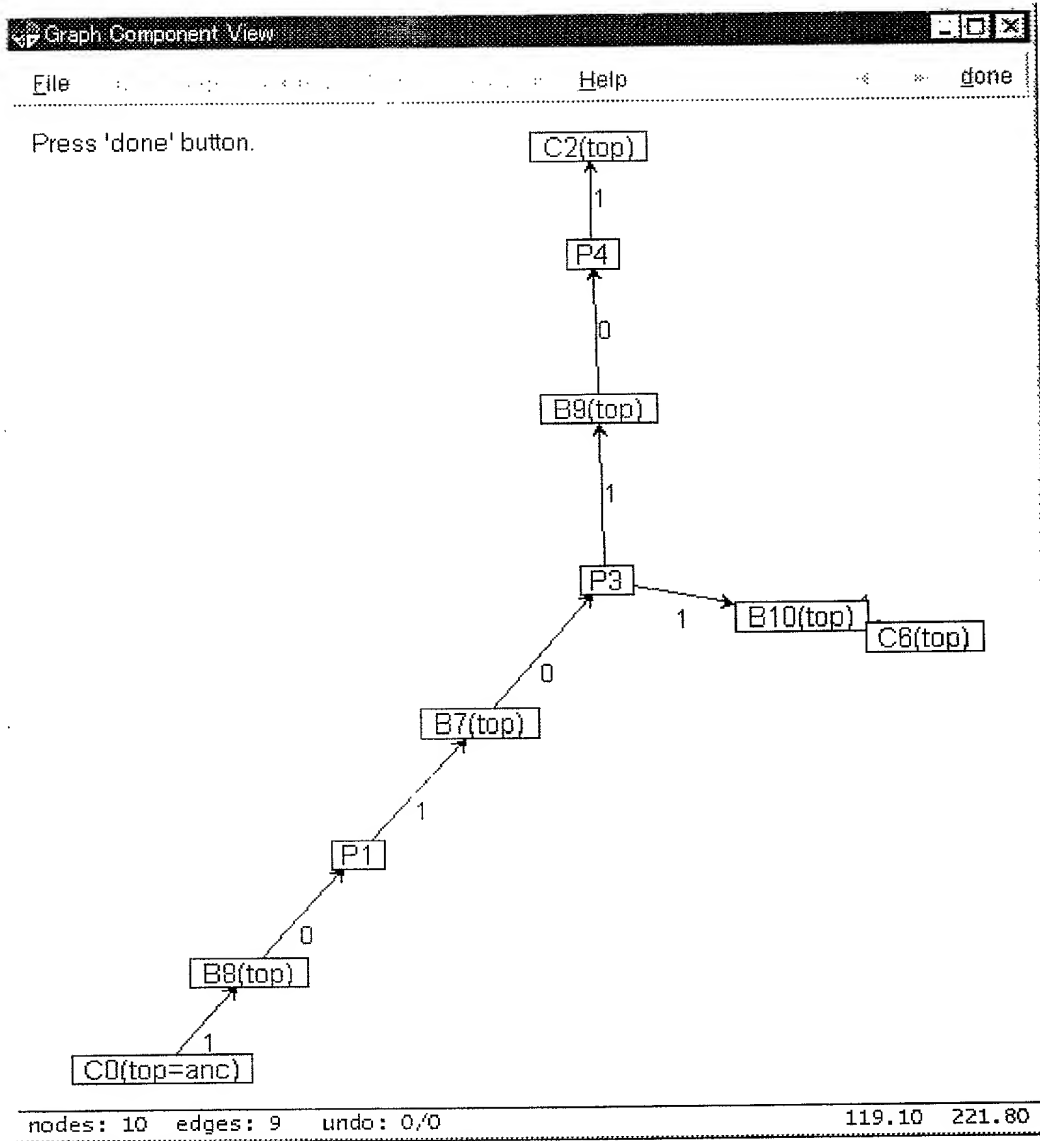 Graph Component View
File Help done
Press 'done' button.
C2(top)
1
P4
0
B9(top)
1
P3
1
B10(top)
C6(top)
0
B7(top)
1
P1
0
B8(top)
1
C0(top=anc)
nodes: 10 edges: 9 undo: 0/0 119.10 221.80